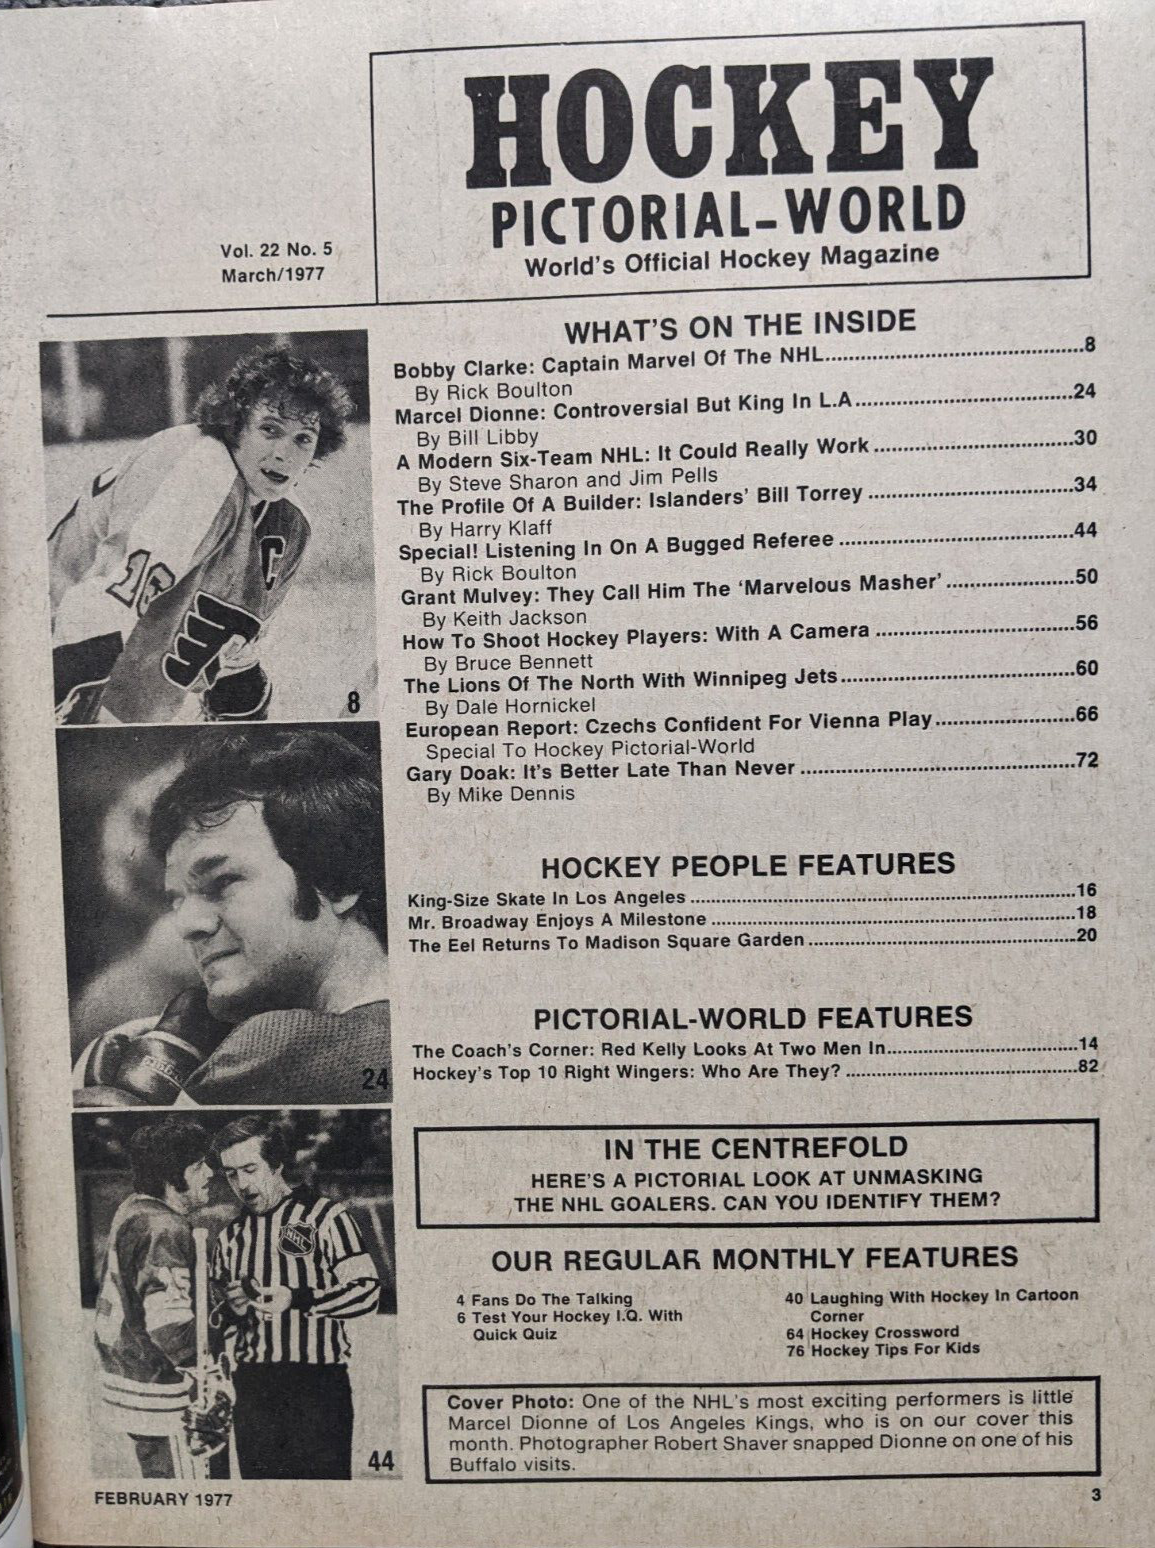 HOCKEY
PICTORIAL-WORLD
World's Official Hockey Magazine
Vol. 22 No. 5
March/1977
WHAT'S ON THE INSIDE
Bobby Clarke: Captain Marvel Of The NHL........................................8
By Rick Boulton
Marcel Dionne: Controversial But King In L.A.................................24
By Bill Libby
A Modern Six-Team NHL: It Could Really Work ..............................30
By Steve Sharon and Jim Pells
The Profile Of A Builder: Islanders' Bill Torrey ...............................34
By Harry Klaff
Special! Listening In On A Bugged Referee ....................................44
By Rick Boulton
Grant Mulvey: They Call Him The 'Marvelous Masher'...................50
By Keith Jackson
How To Shoot Hockey Players: With A Camera ..............................56
By Bruce Bennett
The Lions Of The North With Winnipeg Jets...................................60
By Dale Hornickel
European Report: Czechs Confident For Vienna Play.....................66
Special To Hockey Pictorial-World
Gary Doak: It's Better Late Than Never .........................................72
By Mike Dennis
HOCKEY PEOPLE FEATURES
King-Size Skate In Los Angeles ..........................................................16
Mr. Broadway Enjoys A Milestone .......................................................18
The Eel Returns To Madison Square Garden ........................................20
PICTORIAL-WORLD FEATURES
The Coach's Corner: Red Kelly Looks At Two Men In.............................14
Hockey's Top 10 Right Wingers: Who Are They? ...................................82
IN THE CENTREFOLD
HERE'S A PICTORIAL LOOK AT UNMASKING
THE NHL GOALERS. CAN YOU IDENTIFY THEM?
OUR REGULAR MONTHLY FEATURES
4 Fans Do The Talking
6 Test Your Hockey I.Q. With
Quick Quiz
40 Laughing With Hockey In Cartoon
Corner
64 Hockey Crossword
76 Hockey Tips For Kids
Cover Photo: One of the NHL's most exciting performers is little
Marcel Dionne of Los Angeles Kings, who is on our cover this
month. Photographer Robert Shaver snapped Dionne on one of his
Buffalo visits.
16
C
8
24
NHL
44
FEBRUARY 1977
3